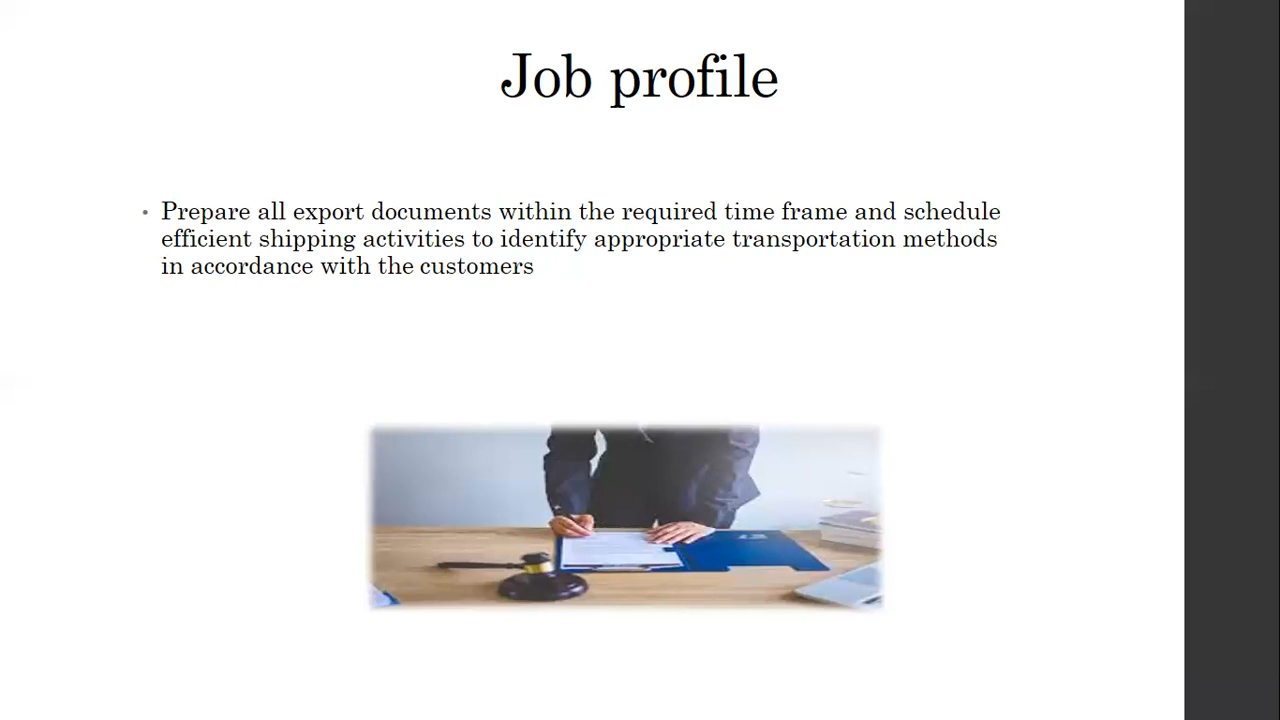 Job profile
• Prepare all export documents within the required time frame and schedule
efficient shipping activities to identify appropriate transportation methods
in accordance with the customers